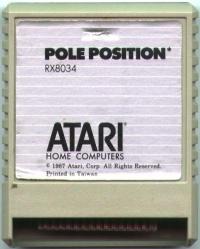 POLE POSITION*
RX8034
ATARI®
HOME COMPUTERS
© 1987 Atari, Corp. All Rights Reserved.
Printed in Taiwan